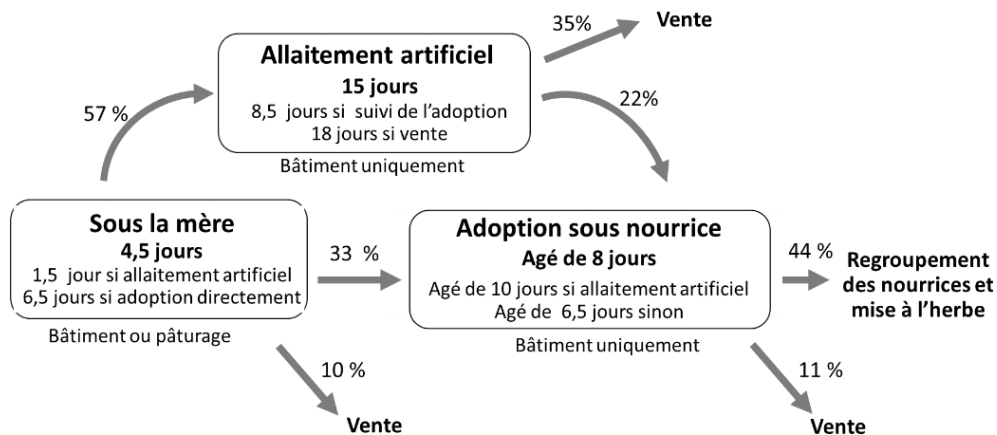 35%
Vente
Allaitement artificiel
15 jours
8,5 jours si suivi de l’adoption
18 jours si vente
Bâtiment uniquement
57 %
22%
Sous la mère
4,5 jours
1,5 jour si allaitement artificiel
6,5 jours si adoption directement
Bâtiment ou pâturage
33 %
Adoption sous nourrice
Agé de 8 jours
Agé de 10 jours si allaitement artificiel
Agé de 6,5 jours sinon
Bâtiment uniquement
44 %
Regroupement
des nourrices et
mise à l’herbe
10 %
Vente
11 %
Vente